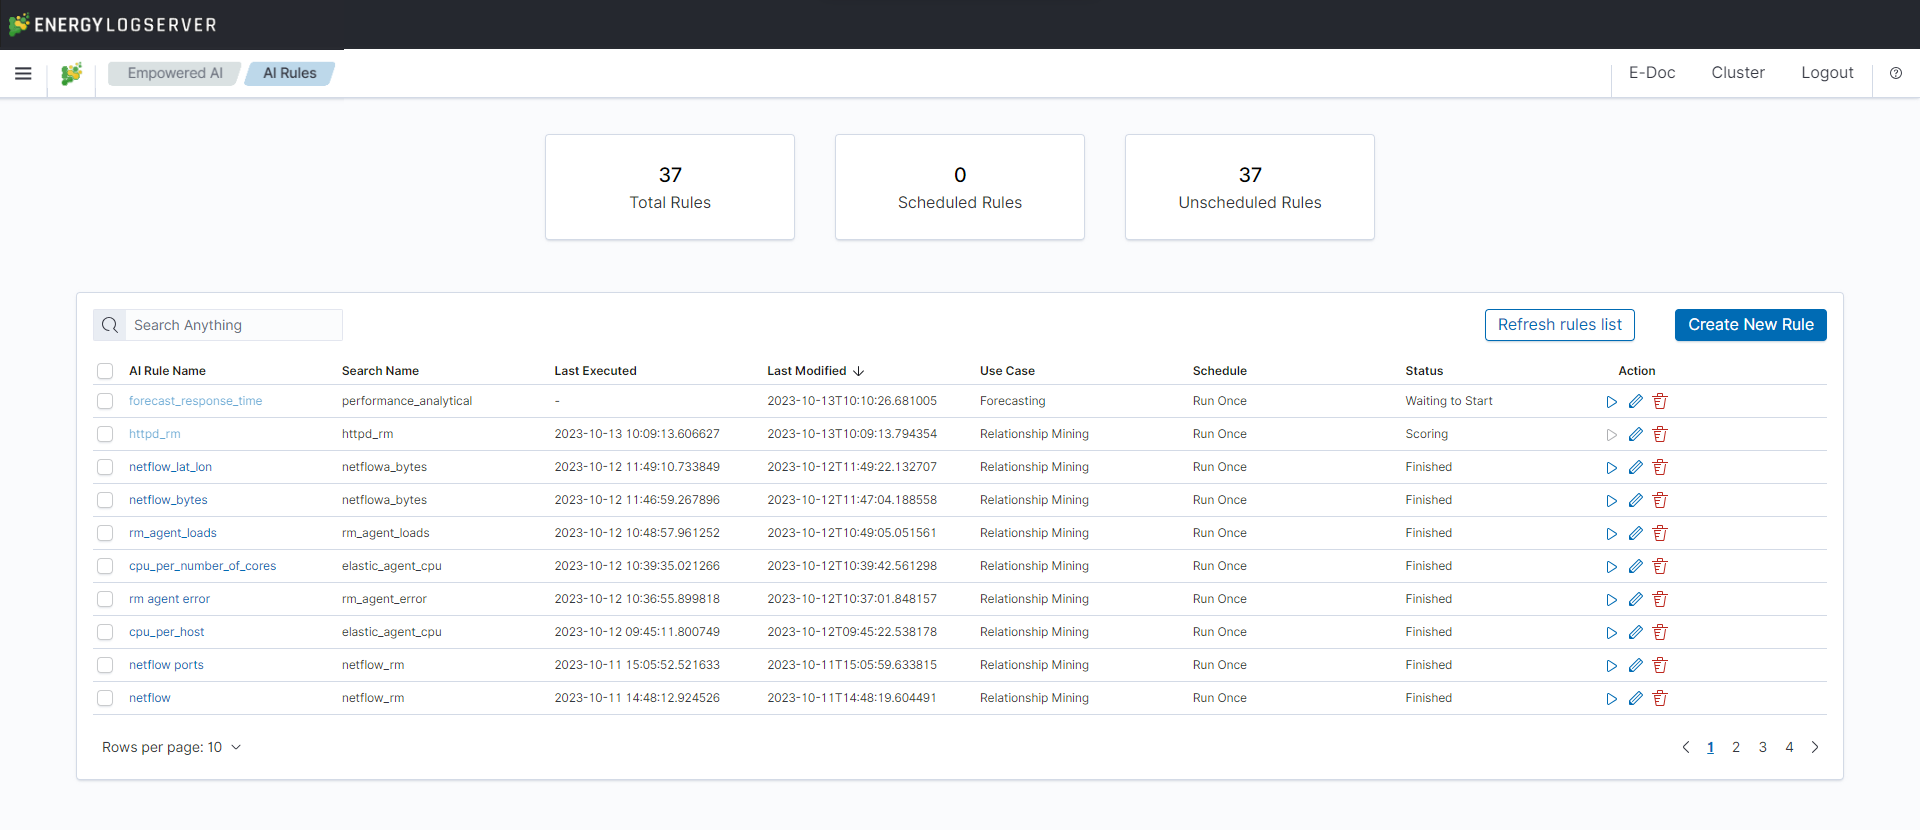 ENERGYLOGSERVER
Empowered AI AI Rules E-Doc Cluster Logout
37 0 37
Total Rules Scheduled Rules Unscheduled Rules
Search Anything Refresh rules list Create New Rule
AI Rule Name Search Name Last Executed Last Modified Use Case Schedule Status Action
forecast_response_time performance_analytical - 2023-10-13T10:10:26.681005 Forecasting Run Once Waiting to Start
httpd_rm httpd_rm 2023-10-13 10:09:13.606627 2023-10-13T10:09:13.794354 Relationship Mining Run Once Scoring
netflow_lat_lon netflowa_bytes 2023-10-12 11:49:10.733849 2023-10-12T11:49:22.132707 Relationship Mining Run Once Finished
netflow_bytes netflowa_bytes 2023-10-12 11:46:59.267896 2023-10-12T11:47:04.188558 Relationship Mining Run Once Finished
rm_agent_loads rm_agent_loads 2023-10-12 10:48:57.961252 2023-10-12T10:49:05.051561 Relationship Mining Run Once Finished
cpu_per_number_of_cores elastic_agent_cpu 2023-10-12 10:39:35.021266 2023-10-12T10:39:42.561298 Relationship Mining Run Once Finished
rm agent error rm_agent_error 2023-10-12 10:36:55.899818 2023-10-12T10:37:01.848157 Relationship Mining Run Once Finished
cpu_per_host elastic_agent_cpu 2023-10-12 09:45:11.800749 2023-10-12T09:45:22.538178 Relationship Mining Run Once Finished
netflow ports netflow_rm 2023-10-11 15:05:52.521633 2023-10-11T15:05:59.633815 Relationship Mining Run Once Finished
netflow netflow_rm 2023-10-11 14:48:12.924526 2023-10-11T14:48:19.604491 Relationship Mining Run Once Finished
Rows per page: 10 1 2 3 4